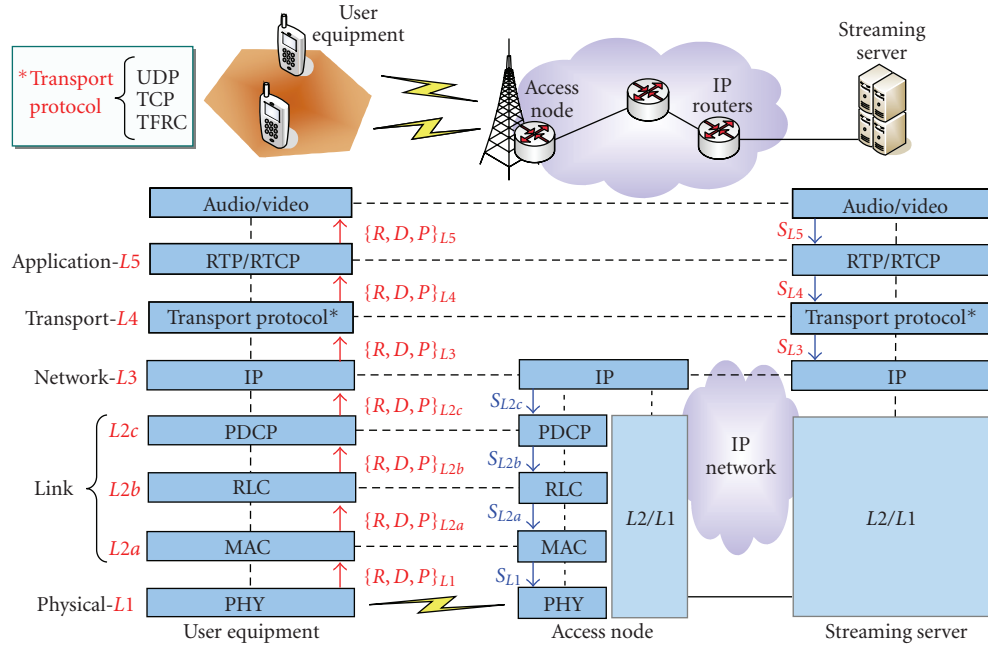 User
equipment
Streaming
server
*Transport
protocol
UDP
TCP
TFRC
Access
node
IP
routers
Audio/video
Audio/video
{R, D, P}L5
SL5
Application-L5
RTP/RTCP
RTP/RTCP
{R, D, P}L4
SL4
Transport-L4
Transport protocol*
Transport protocol*
{R, D, P}L3
SL3
Network-L3
IP
IP
IP
{R, D, P}L2c
SL2c
L2c
PDCP
PDCP
{R, D, P}L2b
SL2b
IP
network
Link
L2b
RLC
RLC
L2/L1
L2/L1
{R, D, P}L2a
SL2a
L2a
MAC
MAC
{R, D, P}L1
SL1
Physical-L1
PHY
PHY
User equipment
Access node
Streaming server